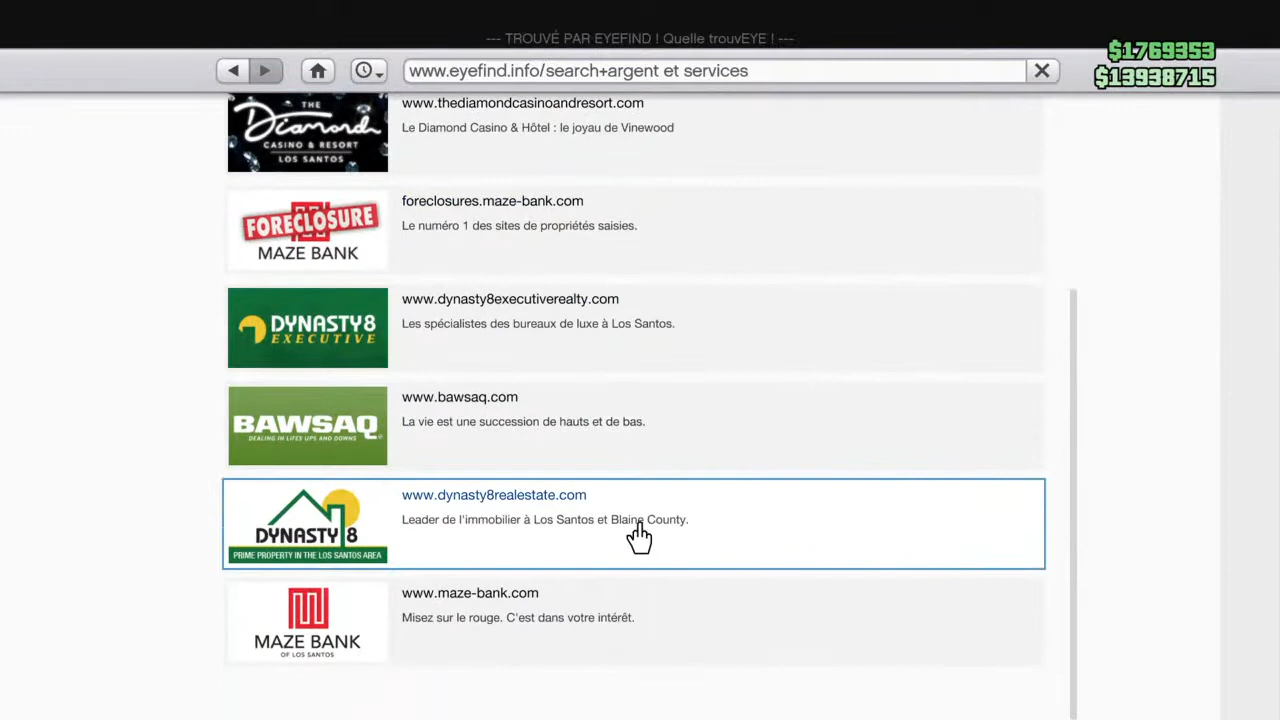 --- TROUVÉ PAR EYEFIND ! Quelle trouvEYE ! ---
$1769353
$13938715
www.eyefind.info/search+argent et services
THE
Diamond
CASINO & RESORT
LOS SANTOS
www.thediamondcasinoandresort.com
Le Diamond Casino & Hôtel : le joyau de Vinewood
FORECLOSURE
MAZE BANK
foreclosures.maze-bank.com
Le numéro 1 des sites de propriétés saisies.
DYNASTY 8
EXECUTIVE
www.dynasty8executiverealty.com
Les spécialistes des bureaux de luxe à Los Santos.
BAWSAQ
DEALING IN LIFES UPS AND DOWNS
www.bawsaq.com
La vie est une succession de hauts et de bas.
DYNASTY 8
PRIME PROPERTY IN THE LOS SANTOS AREA
www.dynasty8realestate.com
Leader de l'immobilier à Los Santos et Blaine County.
MAZE BANK
OF LOS SANTOS
www.maze-bank.com
Misez sur le rouge. C'est dans votre intérêt.